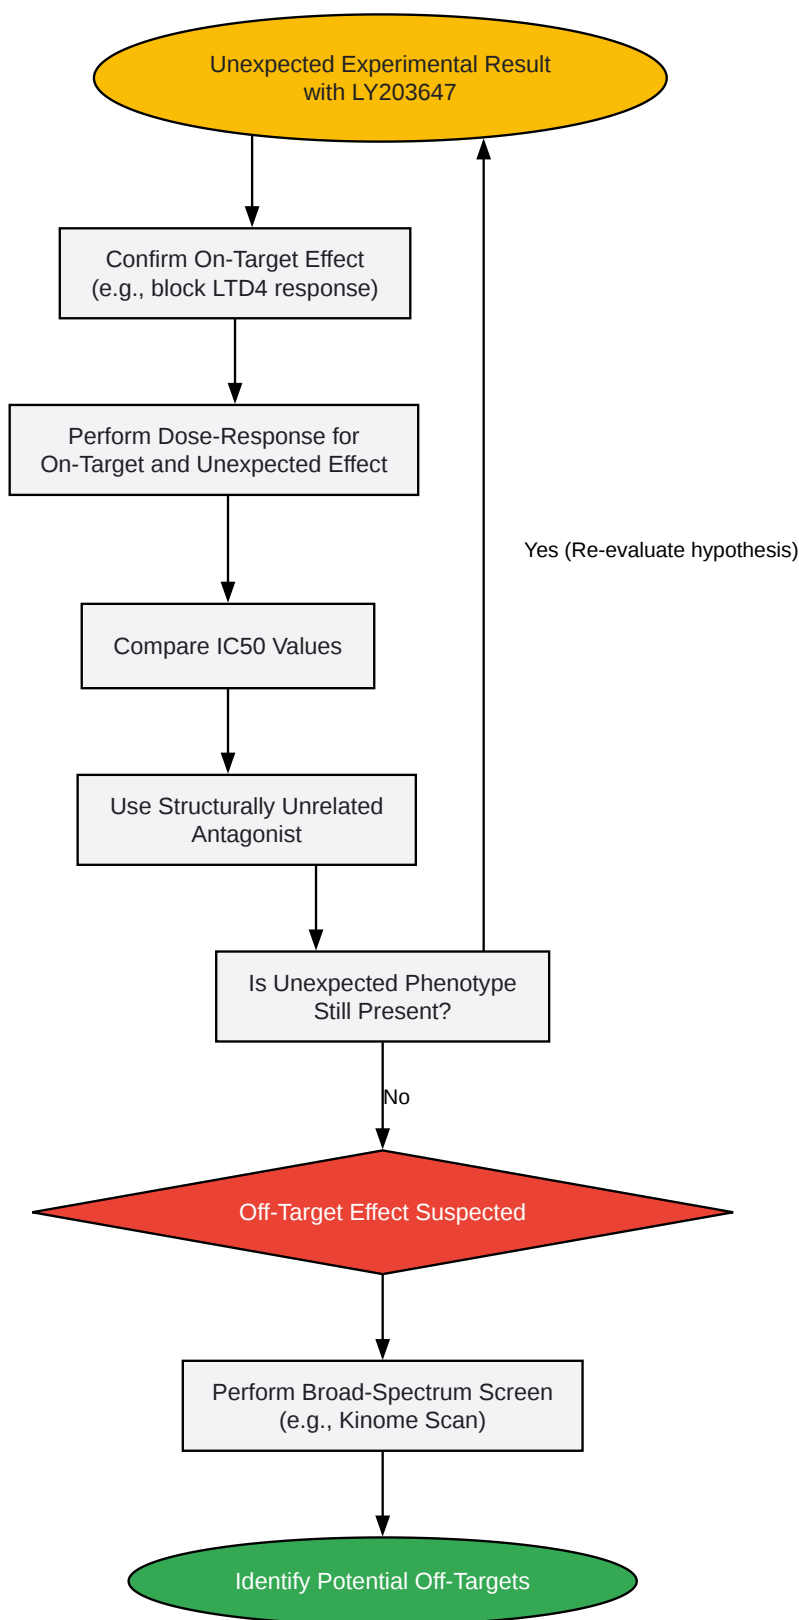 Unexpected Experimental Result
with LY203647
Confirm On-Target Effect
(e.g., block LTD4 response)
Perform Dose-Response for
On-Target and Unexpected Effect
Yes (Re-evaluate hypothesis)
Compare IC50 Values
Use Structurally Unrelated
Antagonist
Is Unexpected Phenotype
Still Present?
No
Off-Target Effect Suspected
Perform Broad-Spectrum Screen
(e.g., Kinome Scan)
Identify Potential Off-Targets